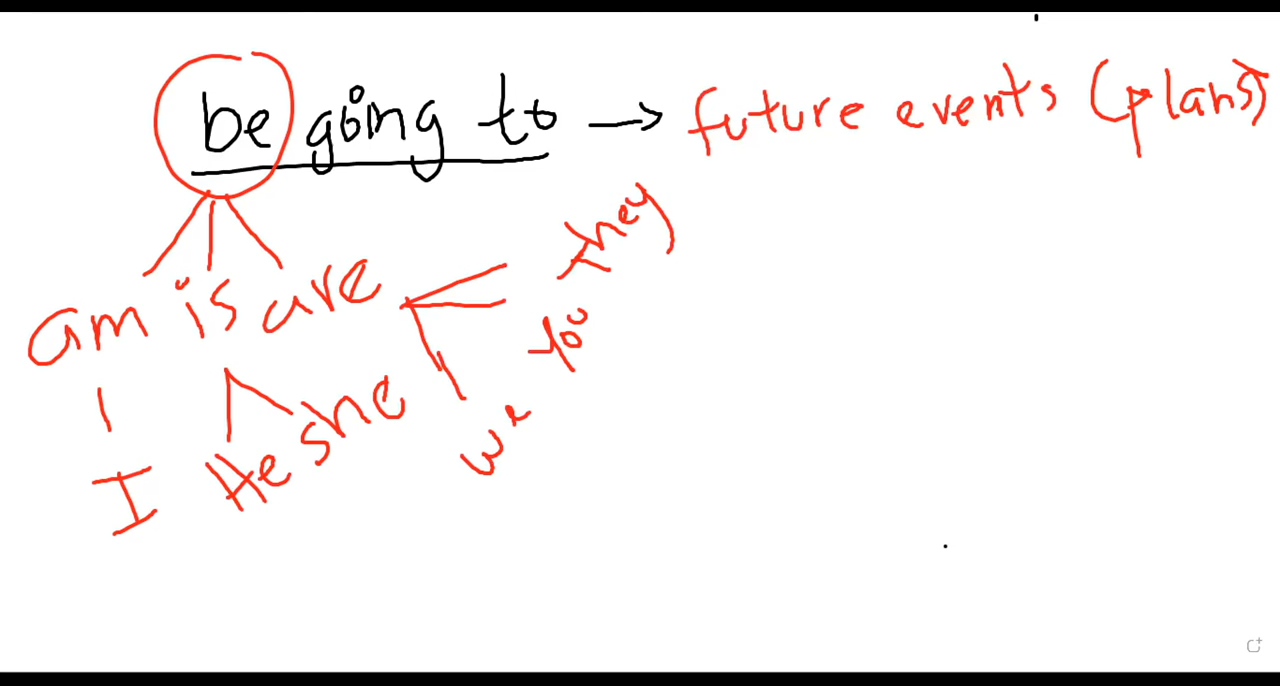 be going to → future events (plans)
they
am is are
you
I He she
we